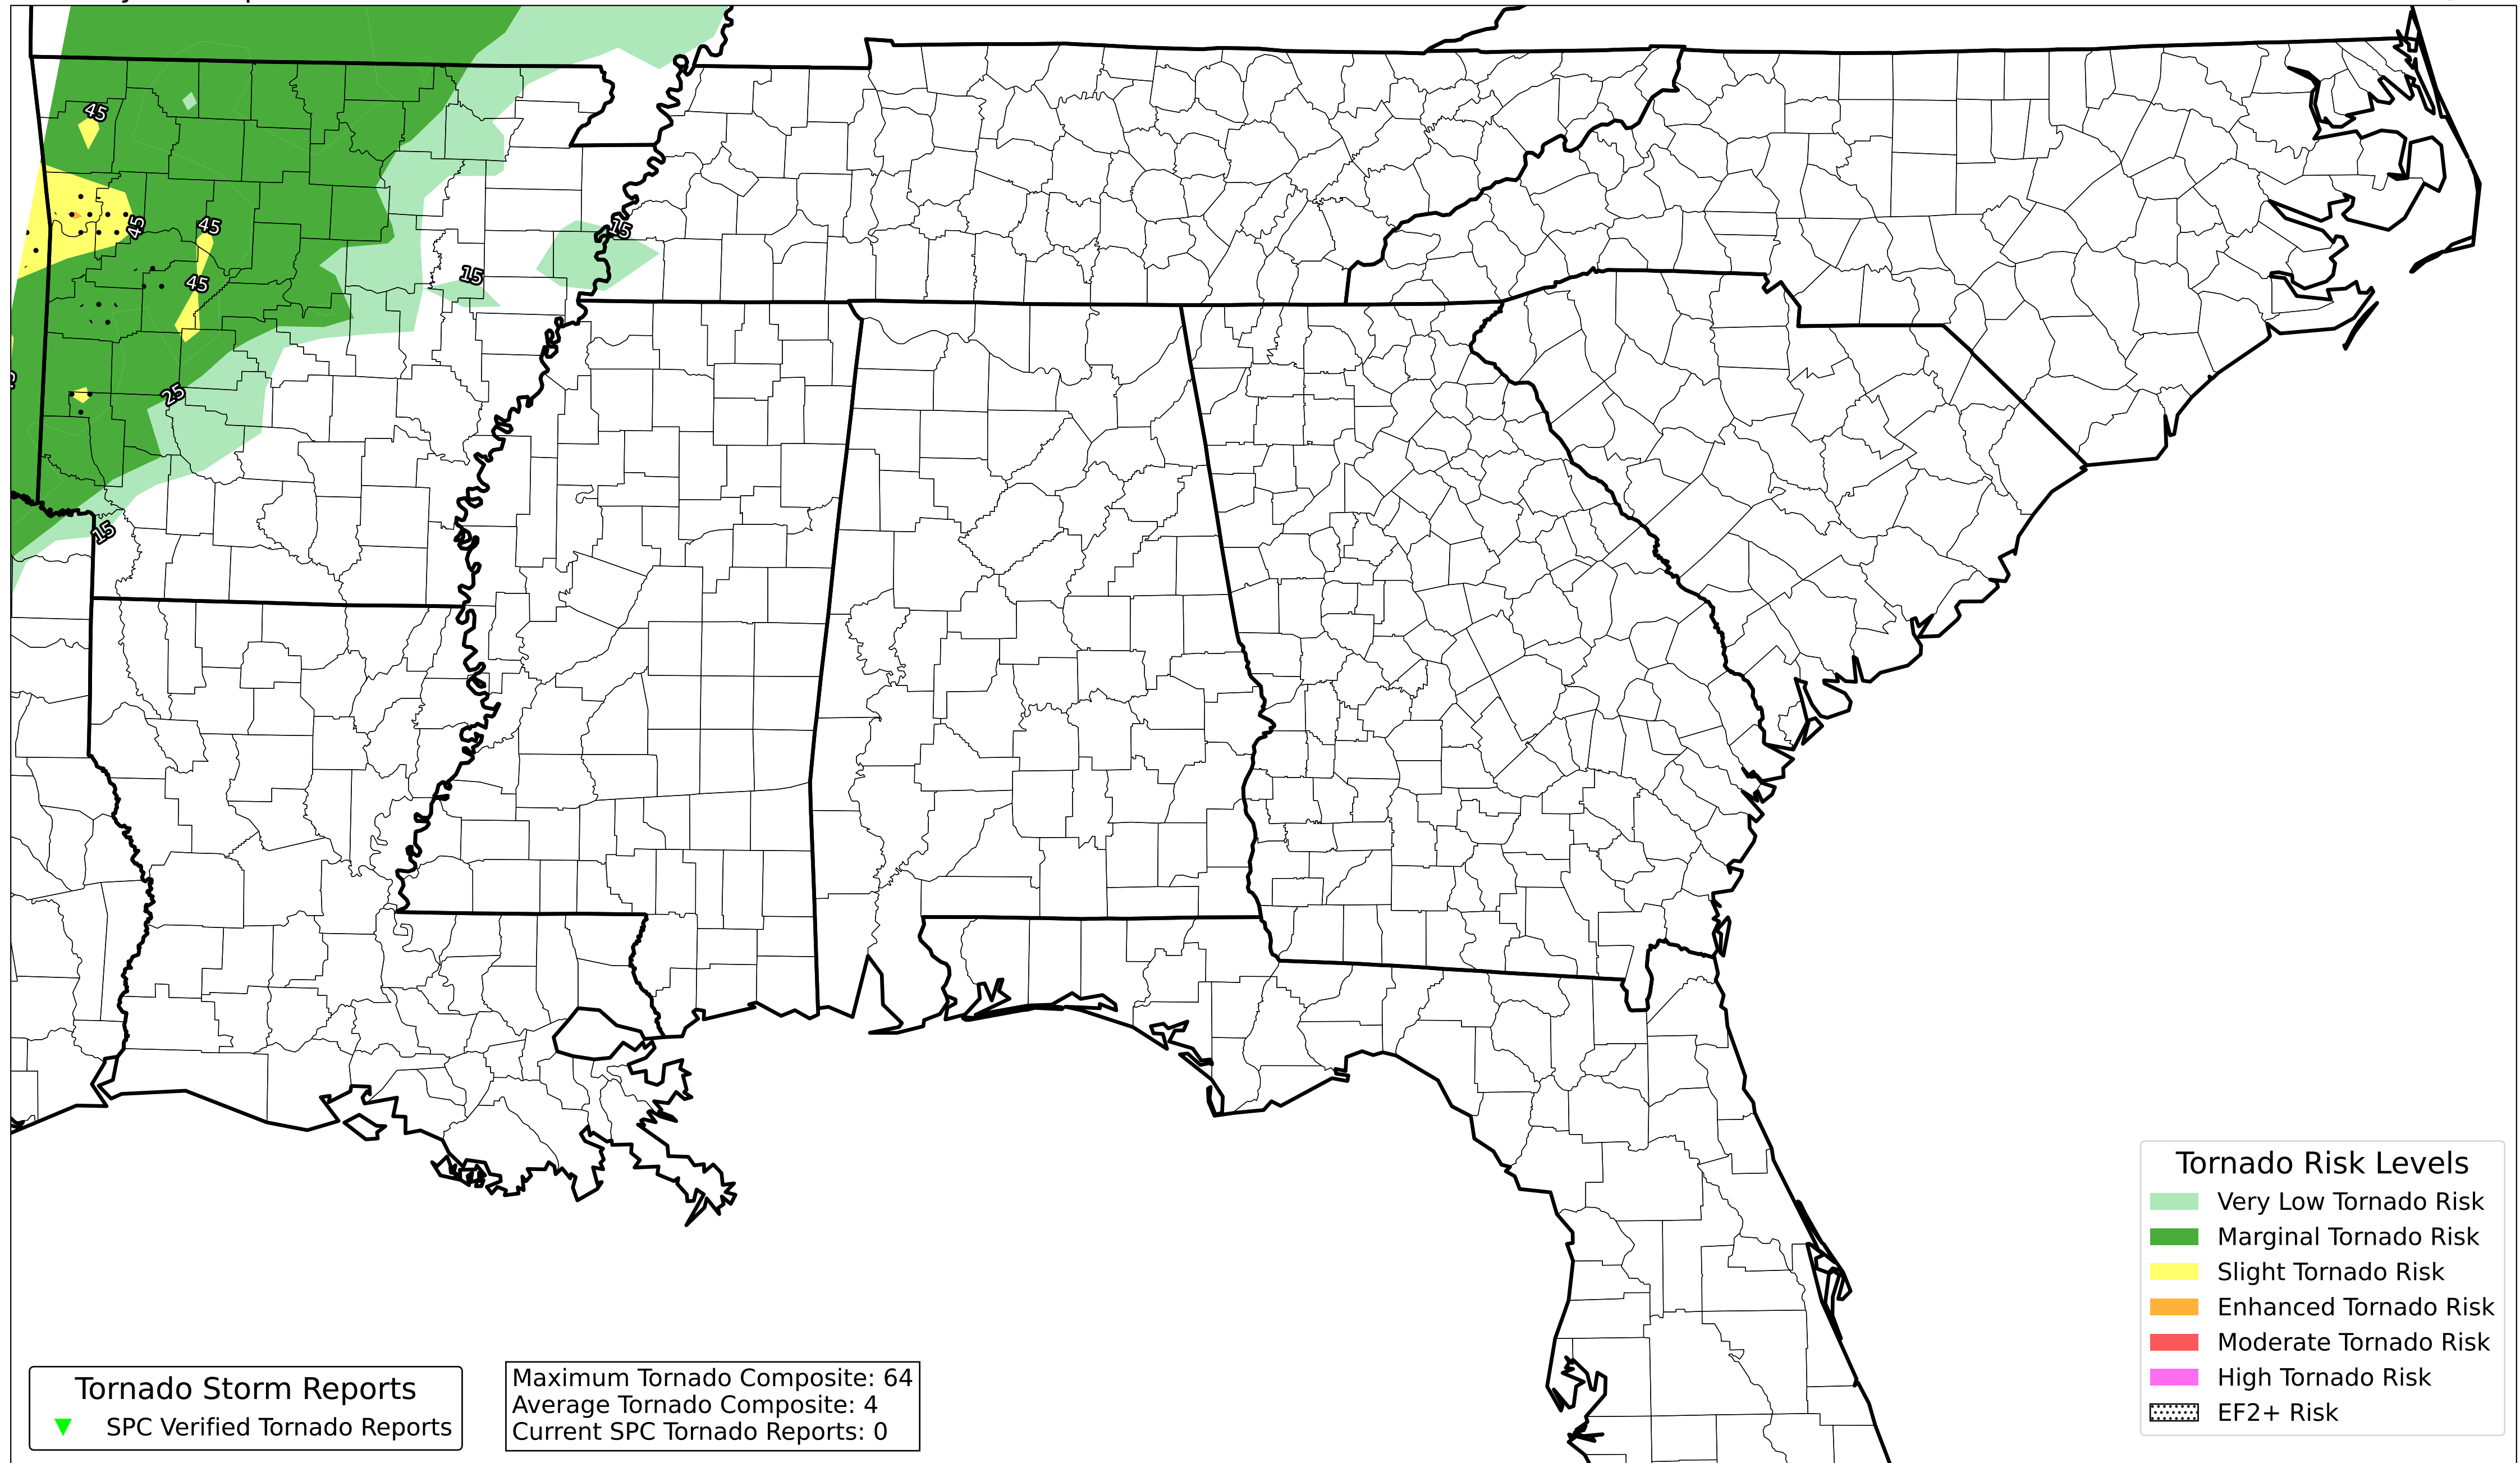 45
45
45
45
15
15
25
15
Tornado Risk Levels
Very Low Tornado Risk
Marginal Tornado Risk
Slight Tornado Risk
Enhanced Tornado Risk
Moderate Tornado Risk
High Tornado Risk
EF2+ Risk
Tornado Storm Reports
SPC Verified Tornado Reports
Maximum Tornado Composite: 64
Average Tornado Composite: 4
Current SPC Tornado Reports: 0